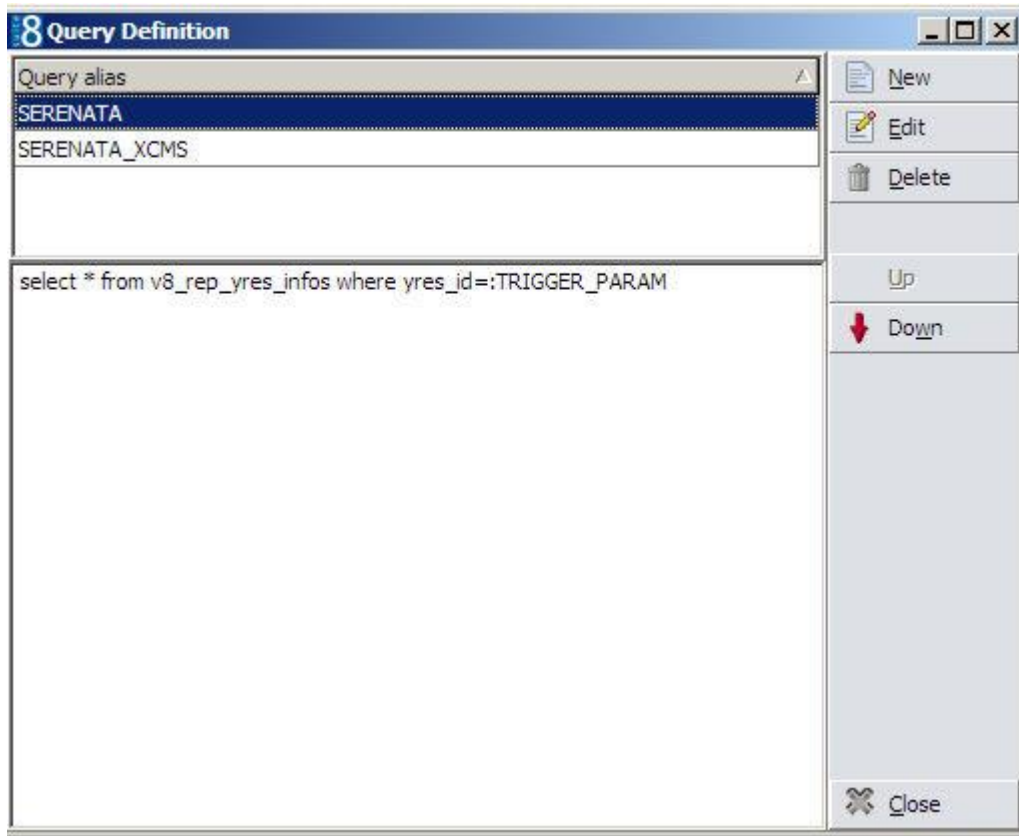 suite 8 Query Definition
Query alias
SERENATA
SERENATA_XCMS
select * from v8_rep_yres_infos where yres_id=:TRIGGER_PARAM
New
Edit
Delete
Up
Down
Close